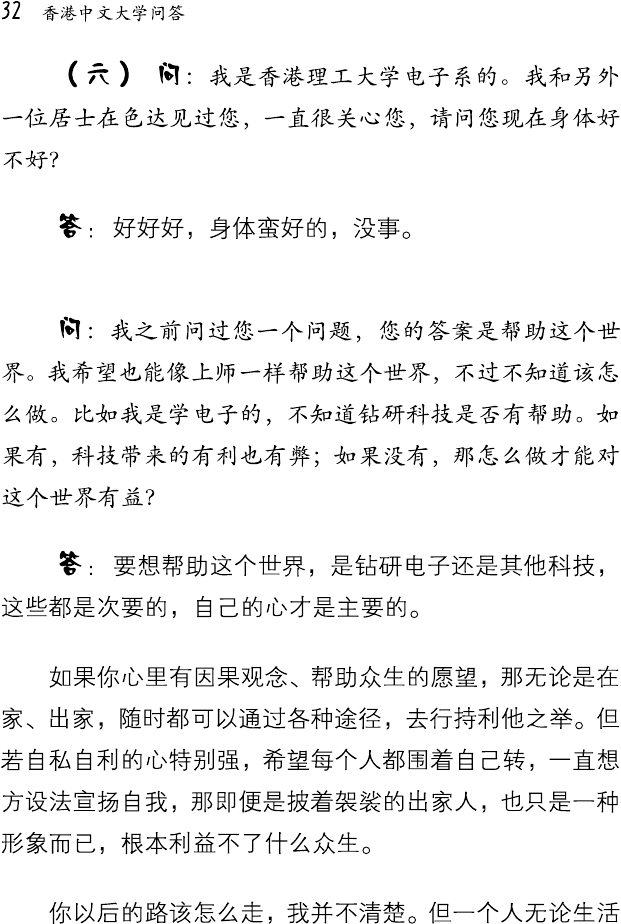 32 香港中文大学问答
（六） 问：我是香港理工大学电子系的。我和另外
一位居士在色达见过您，一直很关心您，请问您现在身体好
不好？
答：好好好，身体蛮好的，没事。
问：我之前问过您一个问题，您的答案是帮助这个世
界。我希望也能像上师一样帮助这个世界，不过不知道该怎
么做。比如我是学电子的，不知道钻研科技是否有帮助。如
果有，科技带来的有利也有弊；如果没有，那怎么做才能对
这个世界有益？
答：要想帮助这个世界，是钻研电子还是其他科技，
这些都是次要的，自己的心才是主要的。
如果你心里有因果观念、帮助众生的愿望，那无论是在
家、出家，随时都可以通过各种途径，去行持利他之举。但
若自私自利的心特别强，希望每个人都围着自己转，一直想
方设法宣扬自我，那即便是披着袈裟的出家人，也只是一种
形象而已，根本利益不了什么众生。
你以后的路该怎么走，我并不清楚。但一个人无论生活